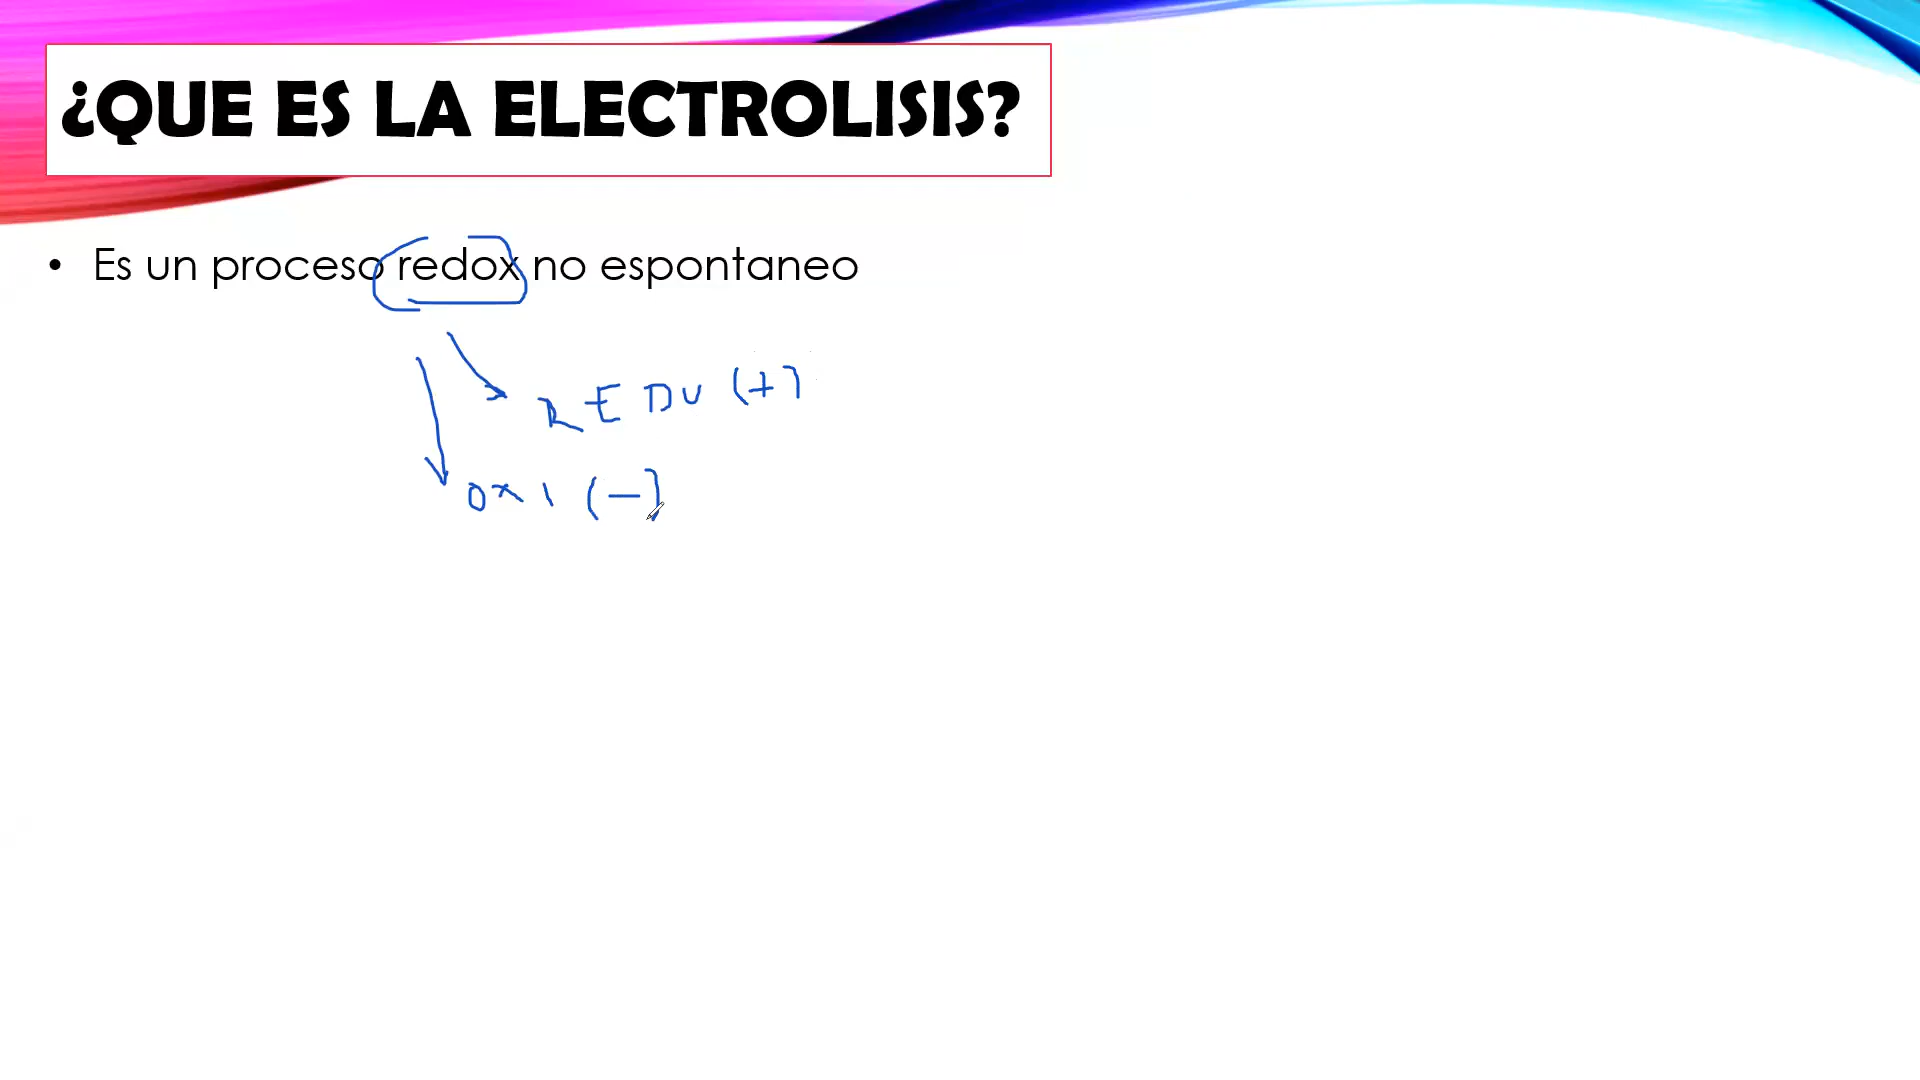 ¿QUE ES LA ELECTROLISIS?
• Es un proceso redox no espontaneo
REDU (+)
OXI (-)